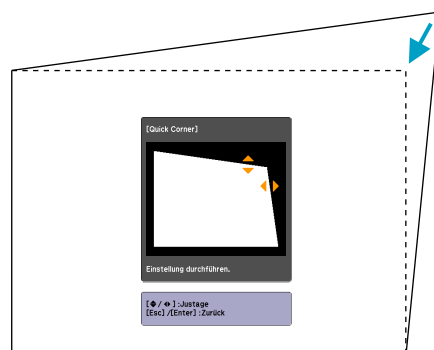 [Quick Corner]
Einstellung durchführen.
[ / ] :Justage
[Esc] /[Enter] :Zurück